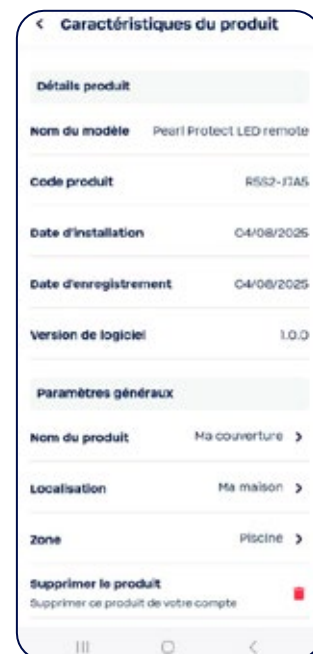 Caractéristiques du produit
Détails produit
Nom du modèle Pearl Protect LED remote
Code produit R5S2-J7A5
Date d'installation 04/08/2025
Date d'enregistrement 04/08/2025
Version de logiciel 1.0.0
Paramètres généraux
Nom du produit Ma couverture
Localisation Ma maison
Zone Piscine
Supprimer le produit
Supprimer ce produit de votre compte